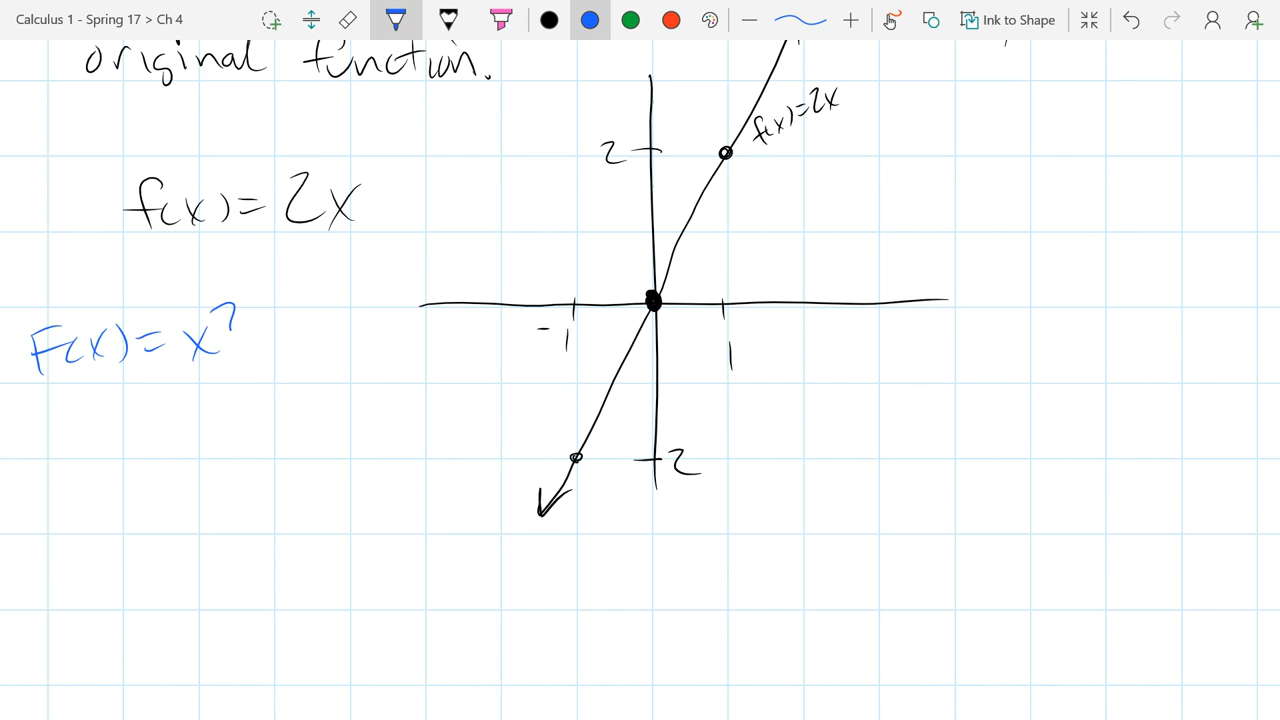 Calculus 1 - Spring 17 > Ch 4
Ink to Shape
original function.
f(x)=2x
2
f(x)=2x
F(x)=x²
-1
1
2